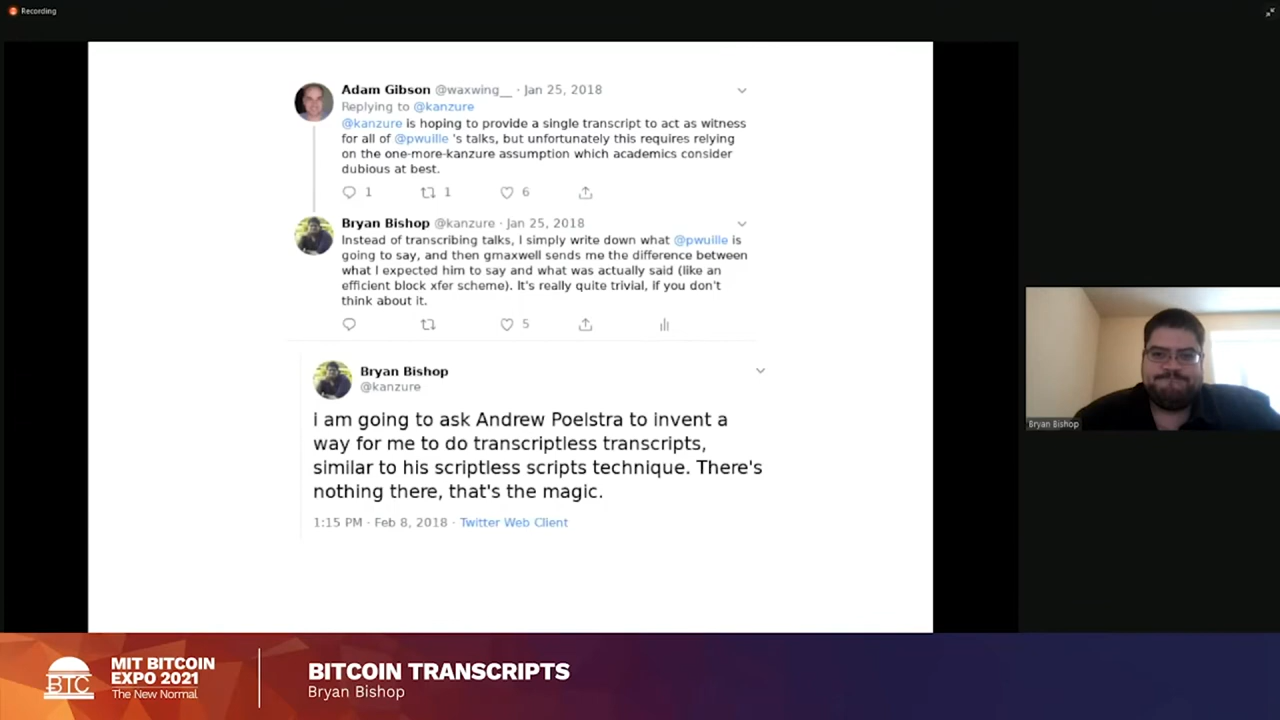 Recording
Adam Gibson @waxwing__ · Jan 25, 2018
Replying to @kanzure
@kanzure is hoping to provide a single transcript to act as witness
for all of @pwuille 's talks, but unfortunately this requires relying
on the one-more-kanzure assumption which academics consider
dubious at best.
1 1 6
Bryan Bishop @kanzure · Jan 25, 2018
Instead of transcribing talks, I simply write down what @pwuille is
going to say, and then gmaxwell sends me the difference between
what I expected him to say and what was actually said (like an
efficient block xfer scheme). It's really quite trivial, if you don't
think about it.
5
Bryan Bishop
@kanzure
i am going to ask Andrew Poelstra to invent a
way for me to do transcriptless transcripts,
similar to his scriptless scripts technique. There's
nothing there, that's the magic.
1:15 PM · Feb 8, 2018 · Twitter Web Client
Bryan Bishop
BTC
MIT BITCOIN
EXPO 2021
The New Normal
BITCOIN TRANSCRIPTS
Bryan Bishop